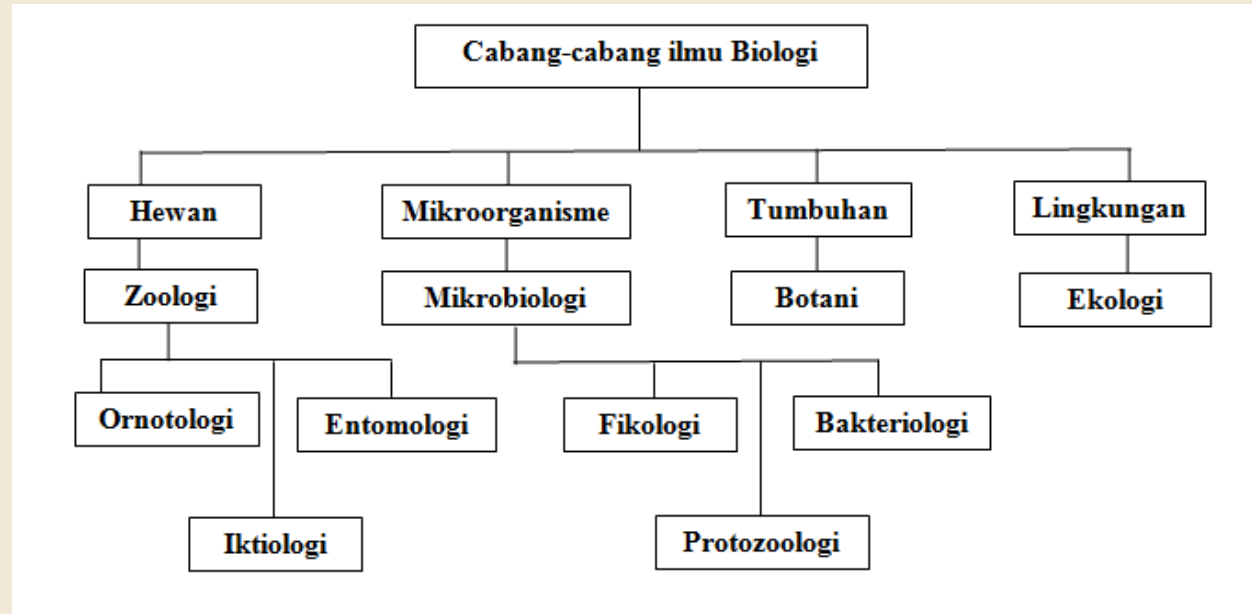 Cabang-cabang ilmu Biologi
Hewan
Mikroorganisme
Tumbuhan
Lingkungan
Zoologi
Mikrobiologi
Botani
Ekologi
Ornotologi
Entomologi
Fikologi
Bakteriologi
Iktiologi
Protozoologi